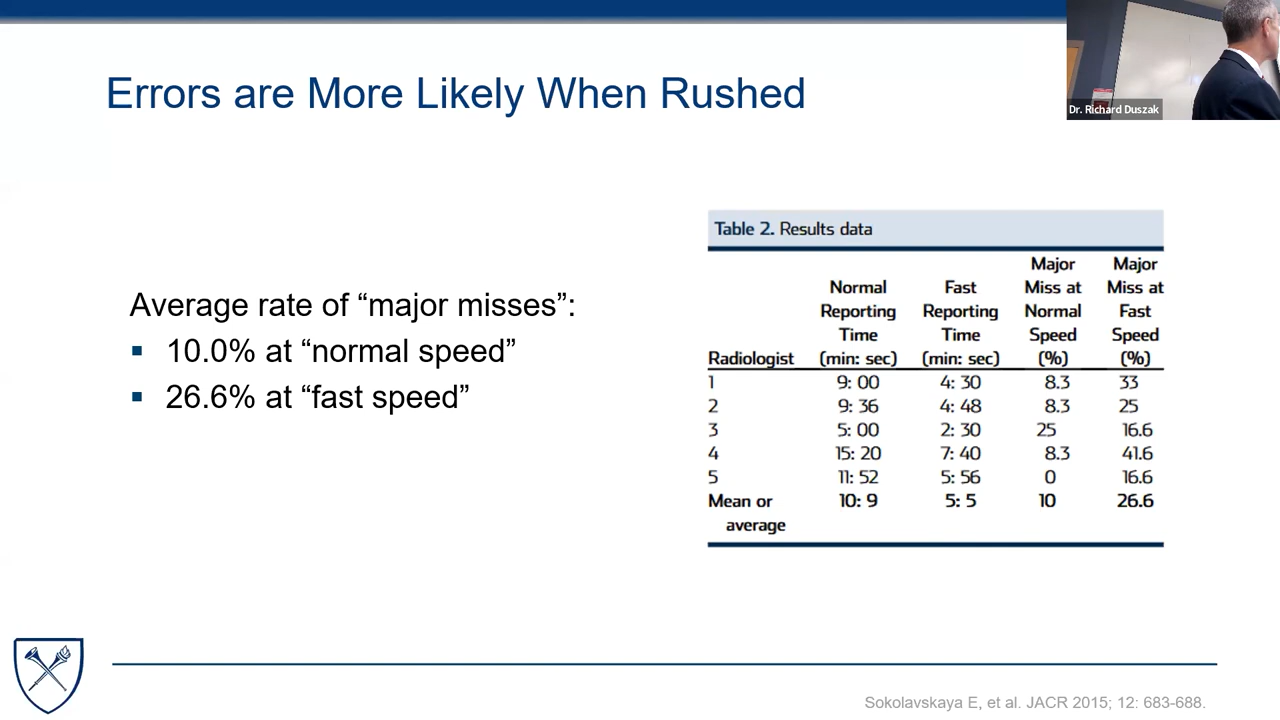 Errors are More Likely When Rushed
Dr. Richard Duszak
Average rate of “major misses”:
▪ 10.0% at “normal speed”
▪ 26.6% at “fast speed”
Table 2. Results data
Radiologist Normal Reporting Time (min: sec) Fast Reporting Time (min: sec) Major Miss at Normal Speed (%) Major Miss at Fast Speed (%)
1 9: 00 4: 30 8.3 33
2 9: 36 4: 48 8.3 25
3 5: 00 2: 30 25 16.6
4 15: 20 7: 40 8.3 41.6
5 11: 52 5: 56 0 16.6
Mean or average 10: 9 5: 5 10 26.6
Sokolavskaya E, et al. JACR 2015; 12: 683-688.